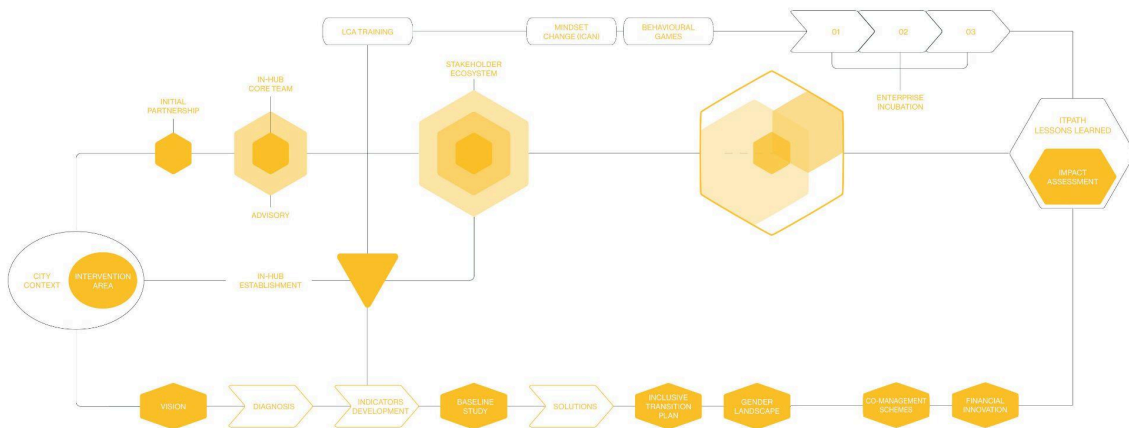 LCA TRAINING
MINDSET
CHANGE (ICAN)
BEHAVIOURAL
GAMES
01
02
03
STAKEHOLDER
ECOSYSTEM
IN-HUB
CORE TEAM
INITIAL
PARTNERSHIP
ENTERPRISE
INCUBATION
ITPATH
LESSONS LEARNED
IMPACT
ASSESSMENT
ADVISORY
CITY
CONTEXT
INTERVENTION
AREA
IN-HUB
ESTABLISHMENT
VISION
DIAGNOSIS
INDICATORS
DEVELOPMENT
BASELINE
STUDY
SOLUTIONS
INCLUSIVE
TRANSITION
PLAN
GENDER
LANDSCAPE
CO-MANAGEMENT
SCHEMES
FINANCIAL
INNOVATION